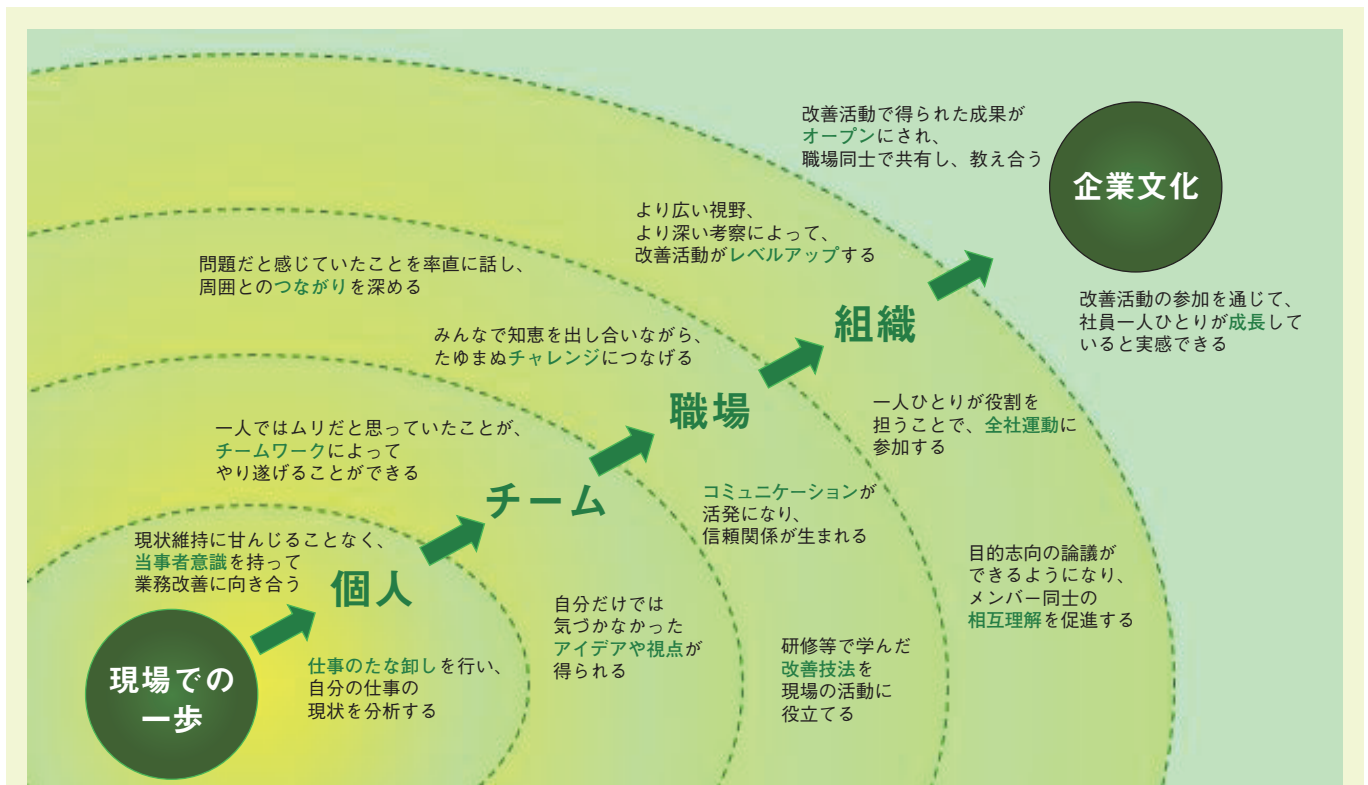 改善活動で得られた成果が
オープンにされ、
職場同士で共有し、教え合う
企業文化
より広い視野、
より深い考察によって、
改善活動がレベルアップする
問題だと感じていたことを率直に話し、
周囲とのつながりを深める
改善活動の参加を通じて、
社員一人ひとりが成長して
いると実感できる
組織
みんなで知恵を出し合いながら、
たゆまぬチャレンジにつなげる
職場
一人ひとりが役割を
担うことで、全社運動に
参加する
一人ではムリだと思っていたことが、
チームワークによって
やり遂げることができる
チーム
コミュニケーションが
活発になり、
信頼関係が生まれる
現状維持に甘んじることなく、
当事者意識を持って
業務改善に向き合う
個人
目的志向の論議が
できるようになり、
メンバー同士の
相互理解を促進する
自分だけでは
気づかなかった
アイデアや視点が
得られる
研修等で学んだ
改善技法を
現場の活動に
役立てる
仕事のたな卸しを行い、
自分の仕事の
現状を分析する
現場での
一歩